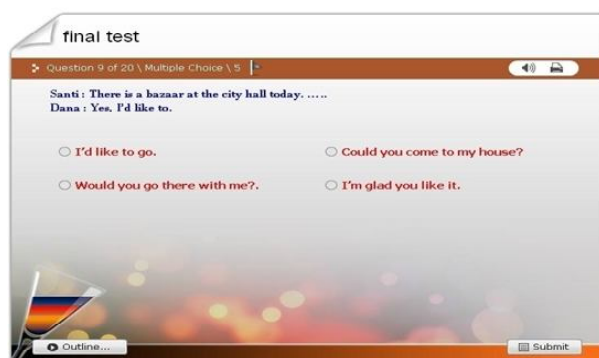 final test
Question 9 of 20 \ Multiple Choice \ 5
Santi : There is a bazaar at the city hall today. .....
Dana : Yes, I'd like to.
I'd like to go.
Could you come to my house?
Would you go there with me?.
I'm glad you like it.
Outline...
Submit